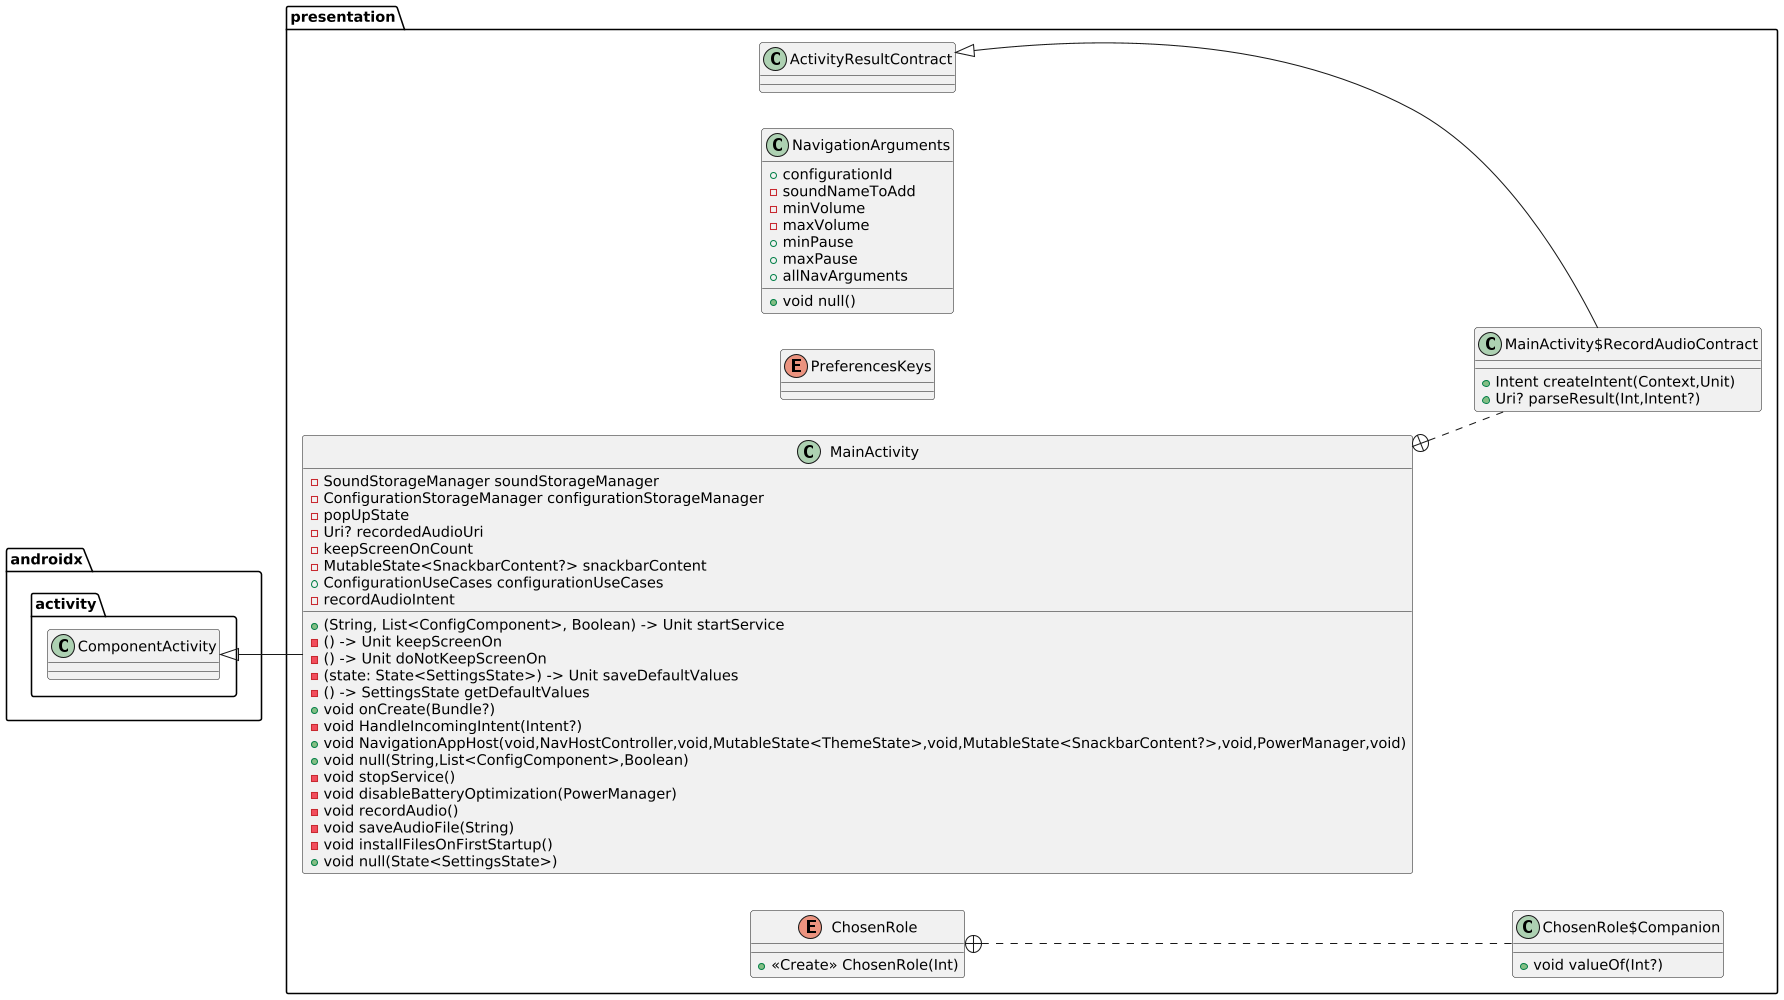 presentation
C ActivityResultContract
C NavigationArguments
configurationId
soundNameToAdd
minVolume
maxVolume
minPause
maxPause
allNavArguments
void null()
C MainActivity$RecordAudioContract
Intent createIntent(Context,Unit)
Uri? parseResult(Int,Intent?)
E PreferencesKeys
C MainActivity
SoundStorageManager soundStorageManager
ConfigurationStorageManager configurationStorageManager
popUpState
Uri? recordedAudioUri
keepScreenOnCount
MutableState<SnackbarContent?> snackbarContent
ConfigurationUseCases configurationUseCases
recordAudioIntent
(String, List<ConfigComponent>, Boolean) -> Unit startService
() -> Unit keepScreenOn
() -> Unit doNotKeepScreenOn
(state: State<SettingsState>) -> Unit saveDefaultValues
() -> SettingsState getDefaultValues
void onCreate(Bundle?)
void HandleIncomingIntent(Intent?)
void NavigationAppHost(void,NavHostController,void,MutableState<ThemeState>,void,MutableState<SnackbarContent?>,void,PowerManager,void)
void null(String,List<ConfigComponent>,Boolean)
void stopService()
void disableBatteryOptimization(PowerManager)
void recordAudio()
void saveAudioFile(String)
void installFilesOnFirstStartup()
void null(State<SettingsState>)
androidx
activity
C ComponentActivity
E ChosenRole
«Create» ChosenRole(Int)
C ChosenRole$Companion
void valueOf(Int?)